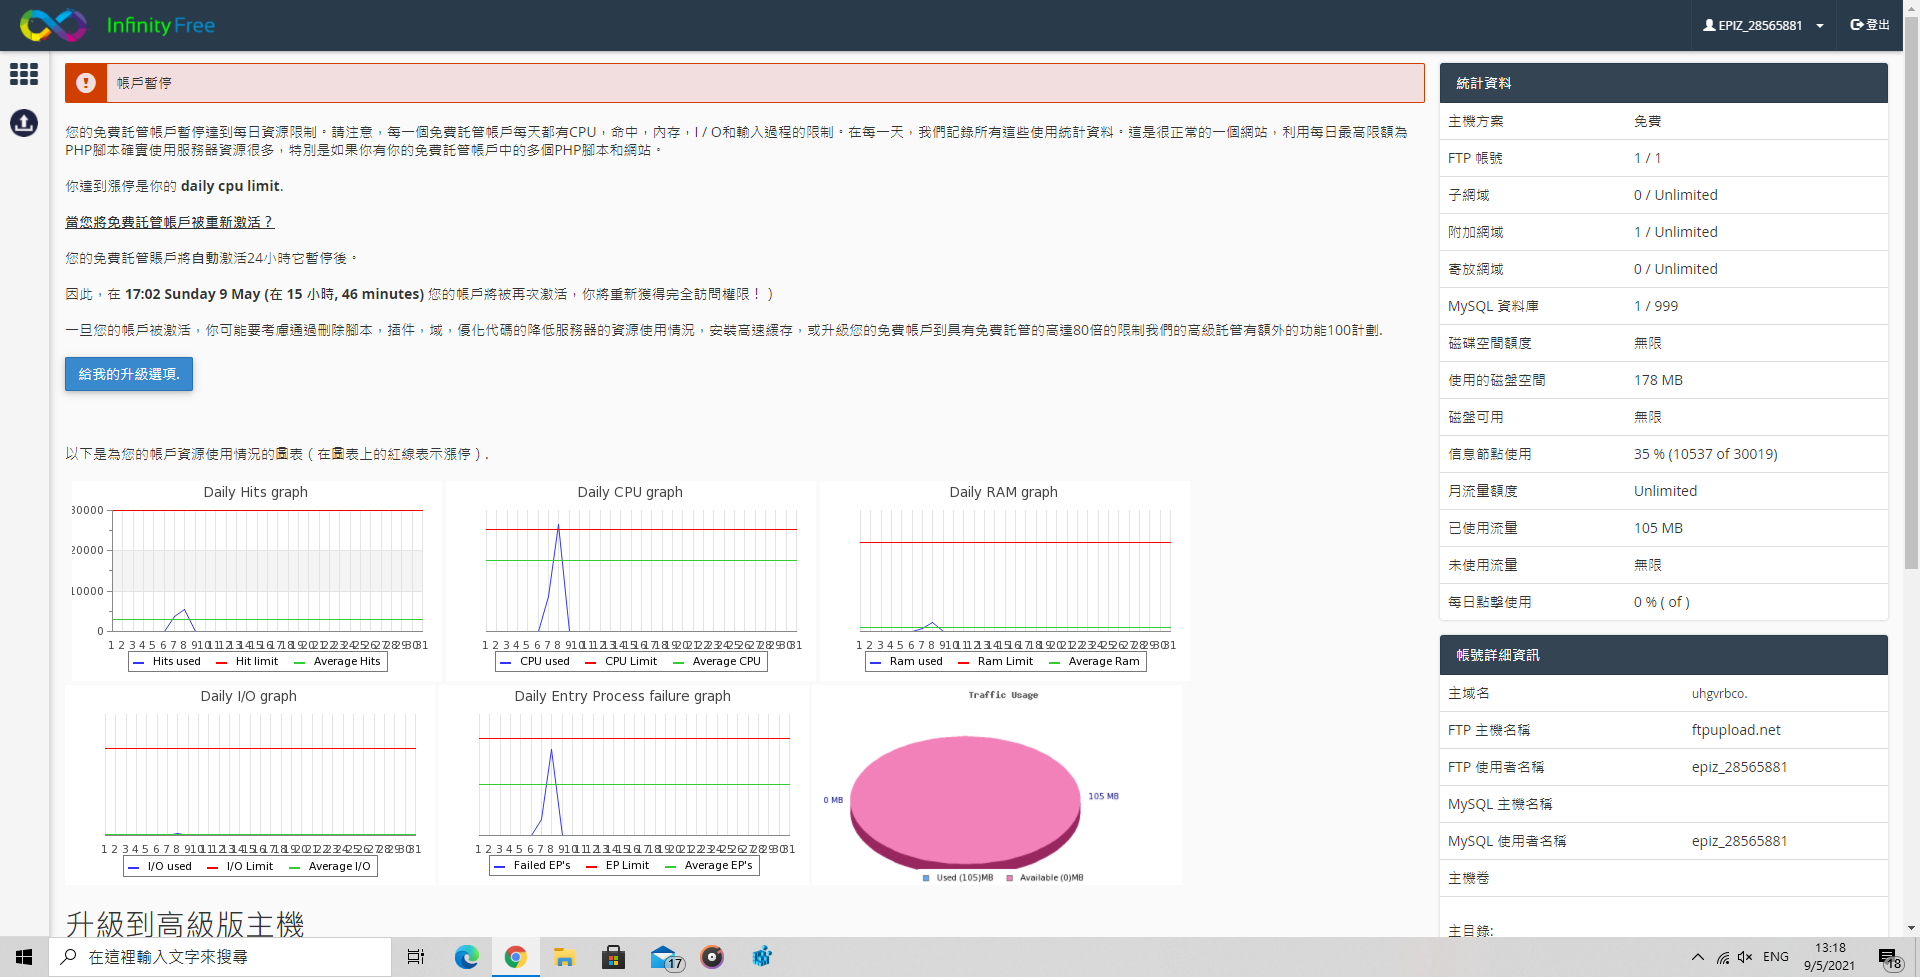 Infinity Free
EPIZ_28565881
登出
帳戶暫停
您的免費託管帳戶暫停達到每日資源限制。請注意，每一個免費託管帳戶每天都有CPU，命中，內存，I / O和輸入過程的限制。在每一天，我們記錄所有這些使用統計資料。這是很正常的一個網站，利用每日最高限額為
PHP腳本確實使用服務器資源很多，特別是如果你有你的免費託管帳戶中的多個PHP腳本和網站。
你達到漲停是你的 daily cpu limit.
當您將免費託管帳戶被重新激活？
您的免費託管賬戶將自動激活24小時它暫停後。
因此，在 17:02 Sunday 9 May (在 15 小時, 46 minutes) 您的帳戶將被再次激活，你將重新獲得完全訪問權限！）
一旦您的帳戶被激活，你可能要考慮通過刪除腳本，插件，域，優化代碼的降低服務器的資源使用情況，安裝高速緩存，或升級您的免費帳戶到具有免費託管的高達80倍的限制我們的高級託管有額外的功能100計劃.
給我的升級選項.
以下是為您的帳戶資源使用情況的圖表（在圖表上的紅線表示漲停）.
Daily Hits graph
30000
20000
10000
0
1 2 3 4 5 6 7 8 9 10 11 12 13 14 15 16 17 18 19 20 21 22 23 24 25 26 27 28 29 30 31
Hits used Hit limit Average Hits
Daily CPU graph
1 2 3 4 5 6 7 8 9 10 11 12 13 14 15 16 17 18 19 20 21 22 23 24 25 26 27 28 29 30 31
CPU used CPU Limit Average CPU
Daily RAM graph
1 2 3 4 5 6 7 8 9 10 11 12 13 14 15 16 17 18 19 20 21 22 23 24 25 26 27 28 29 30 31
Ram used Ram Limit Average Ram
Daily I/O graph
1 2 3 4 5 6 7 8 9 10 11 12 13 14 15 16 17 18 19 20 21 22 23 24 25 26 27 28 29 30 31
I/O used I/O Limit Average I/O
Daily Entry Process failure graph
1 2 3 4 5 6 7 8 9 10 11 12 13 14 15 16 17 18 19 20 21 22 23 24 25 26 27 28 29 30 31
Failed EP's EP Limit Average EP's
Traffic Usage
0 MB
105 MB
Used (105)MB Available (0)MB
升級到高級版主機
統計資料
主機方案 免費
FTP 帳號 1 / 1
子網域 0 / Unlimited
附加網域 1 / Unlimited
寄放網域 0 / Unlimited
MySQL 資料庫 1 / 999
磁碟空間額度 無限
使用的磁盤空間 178 MB
磁盤可用 無限
信息節點使用 35 % (10537 of 30019)
月流量額度 Unlimited
已使用流量 105 MB
未使用流量 無限
每日點擊使用 0 % ( of )
帳號詳細資訊
主域名 uhgvrbco.
FTP 主機名稱 ftpupload.net
FTP 使用者名稱 epiz_28565881
MySQL 主機名稱
MySQL 使用者名稱 epiz_28565881
主機卷
主目錄:
在這裡輸入文字來搜尋
17
ENG
13:18
9/5/2021
18